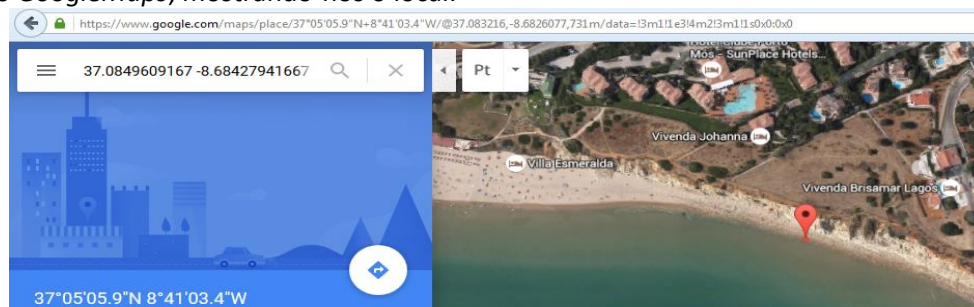 o Googlemaps, mostrando-nos o local:
https://www.google.com/maps/place/37°05'05.9"N+8°41'03.4"W/@37.083216,-8.6826077,731m/data=!3m1!1e3!4m2!3m1!1s0x0:0x0
37.0849609167 -8.68427941667
Pt
Mós - SunPlace Hotels...
Vivenda Johanna
Villa Esmeralda
Vivenda Brisamar Lagos
37°05'05.9"N 8°41'03.4"W